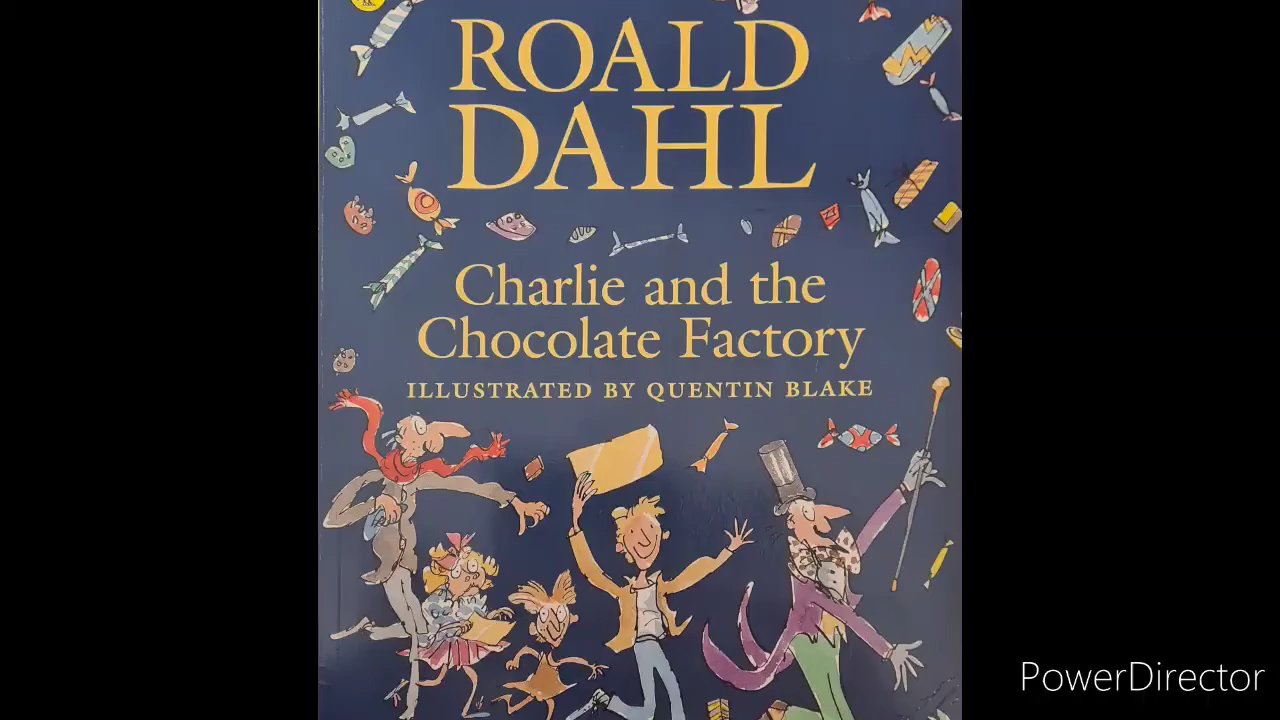 ROALD
DAHL
Charlie and the
Chocolate Factory
ILLUSTRATED BY QUENTIN BLAKE
PowerDirector